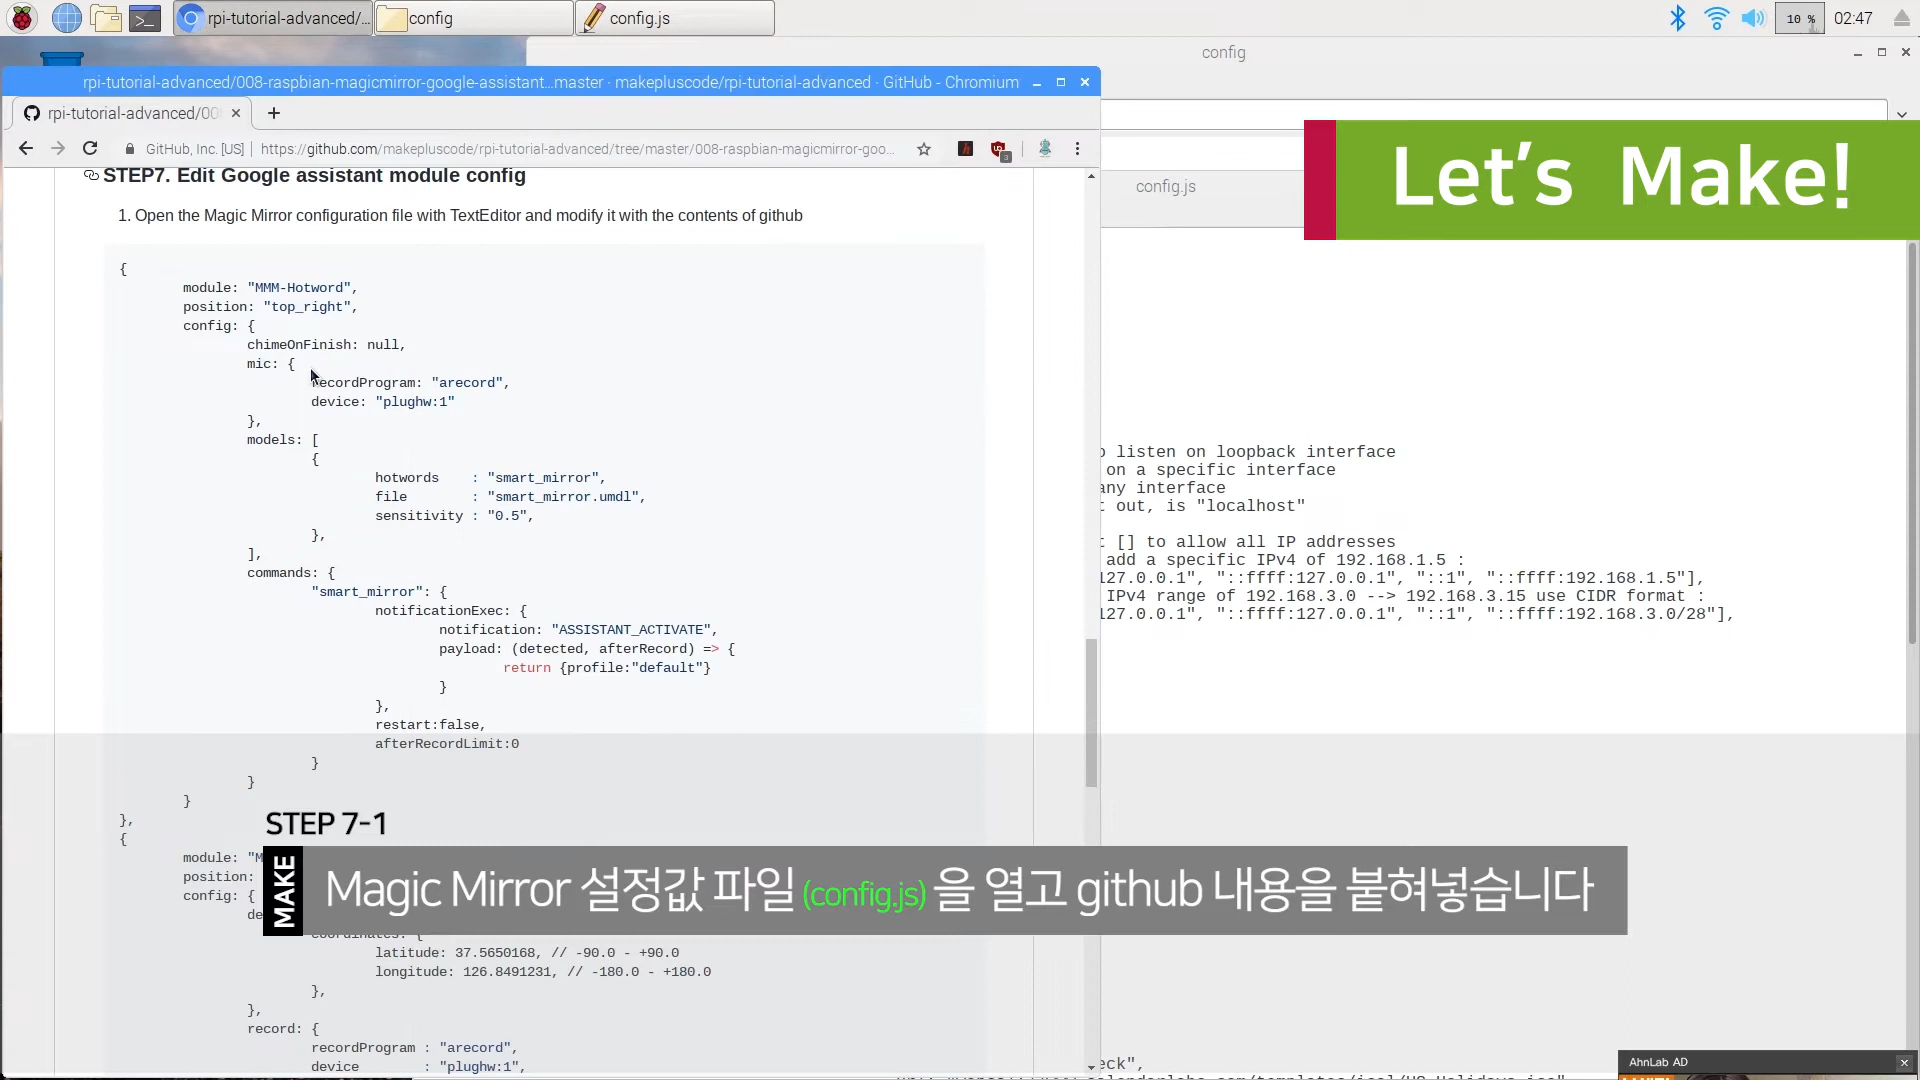 rpi-tutorial-advanced/...
config
config.js
10 %
02:47
config
rpi-tutorial-advanced/008-raspbian-magicmirror-google-assistant...master · makepluscode/rpi-tutorial-advanced · GitHub - Chromium
rpi-tutorial-advanced/00
GitHub, Inc. [US]
https://github.com/makepluscode/rpi-tutorial-advanced/tree/master/008-raspbian-magicmirror-goo...
3
Let's Make!
config.js
STEP7. Edit Google assistant module config
1. Open the Magic Mirror configuration file with TextEditor and modify it with the contents of github
{
module: "MMM-Hotword",
position: "top_right",
config: {
chimeOnFinish: null,
mic: {
recordProgram: "arecord",
device: "plughw:1"
},
models: [
{
hotwords : "smart_mirror",
file : "smart_mirror.umdl",
sensitivity : "0.5",
},
],
commands: {
"smart_mirror": {
notificationExec: {
notification: "ASSISTANT_ACTIVATE",
payload: (detected, afterRecord) => {
return {profile:"default"}
}
},
restart:false,
afterRecordLimit:0
}
}
}
},
{
module: "M
position:
config: {
de
coordinates: {
latitude: 37.5650168, // -90.0 - +90.0
longitude: 126.8491231, // -180.0 - +180.0
},
},
record: {
recordProgram : "arecord",
device : "plughw:1",
o listen on loopback interface
on a specific interface
any interface
t out, is "localhost"
t [] to allow all IP addresses
add a specific IPv4 of 192.168.1.5 :
127.0.0.1", "::ffff:127.0.0.1", "::1", "::ffff:192.168.1.5"],
IPv4 range of 192.168.3.0 --> 192.168.3.15 use CIDR format :
127.0.0.1", "::ffff:127.0.0.1", "::1", "::ffff:192.168.3.0/28"],
STEP 7-1
MAKE
Magic Mirror 설정값 파일 (config.js) 을 열고 github 내용을 붙혀넣습니다
eck",
AhnLab AD